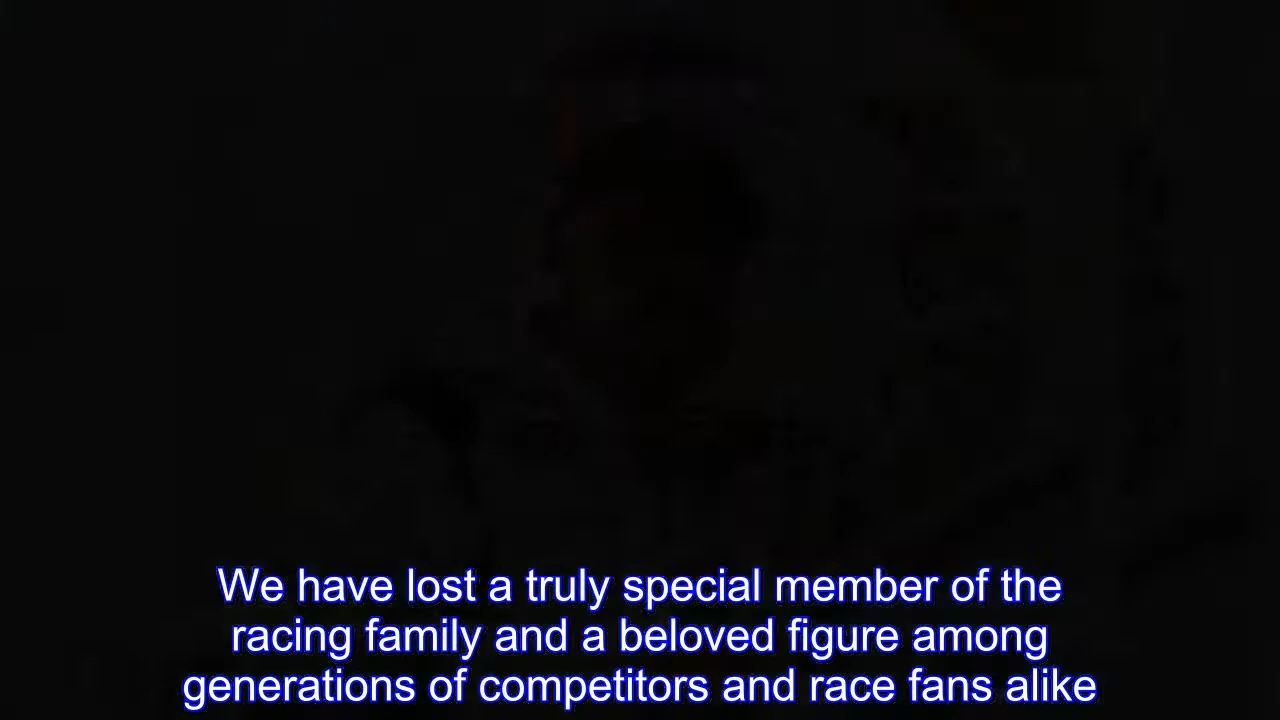 We have lost a truly special member of the
racing family and a beloved figure among
generations of competitors and race fans alike